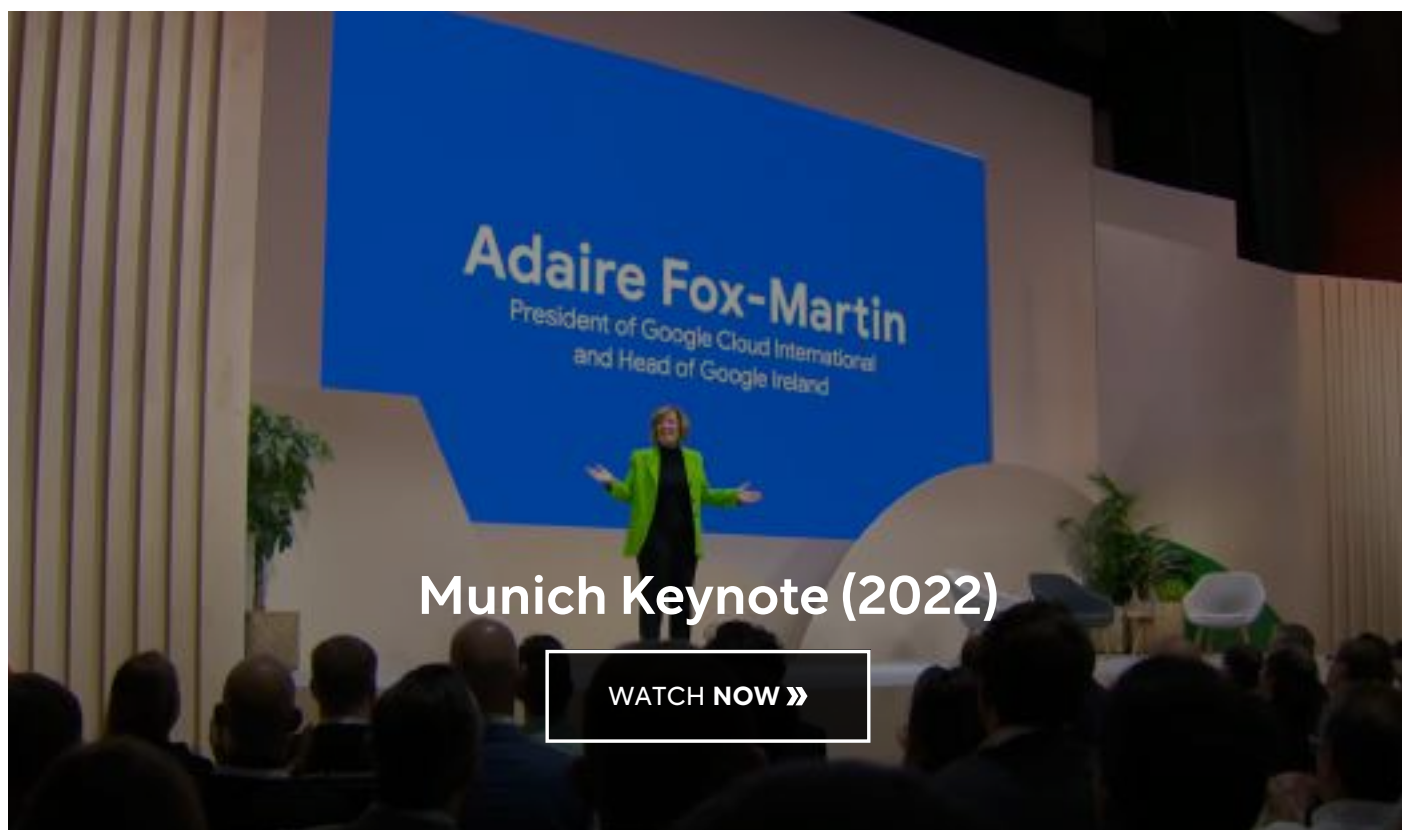 Adaire Fox-Martin
President of Google Cloud International
and Head of Google Ireland
Munich Keynote (2022)
WATCH NOW »